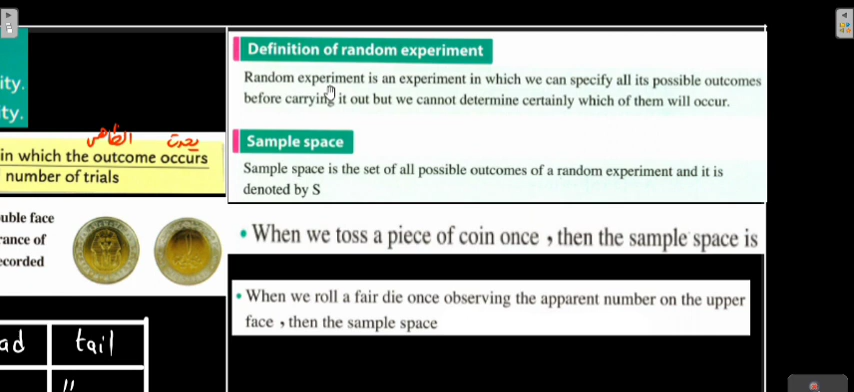 ity.
ity.
الظاهر يحدث
in which the outcome occurs
number of trials
uble face
rance of
ecorded
ad tail
"
Definition of random experiment
Random experiment is an experiment in which we can specify all its possible outcomes
before carrying it out but we cannot determine certainly which of them will occur.
Sample space
Sample space is the set of all possible outcomes of a random experiment and it is
denoted by S
• When we toss a piece of coin once , then the sample space is
• When we roll a fair die once observing the apparent number on the upper
face , then the sample space